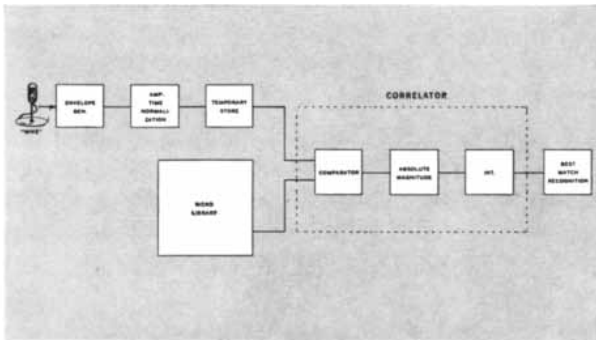 "MIKE"
ENVELOPE
GEN.
AMP-
TIME
NORMALI
ZATION
TEMPORARY
STORE
WORD
LIBRARY
CORRELATOR
COMPARATOR
ABSOLUTE
MAGNITUDE
INT.
BEST
MATCH
RECOGNITION